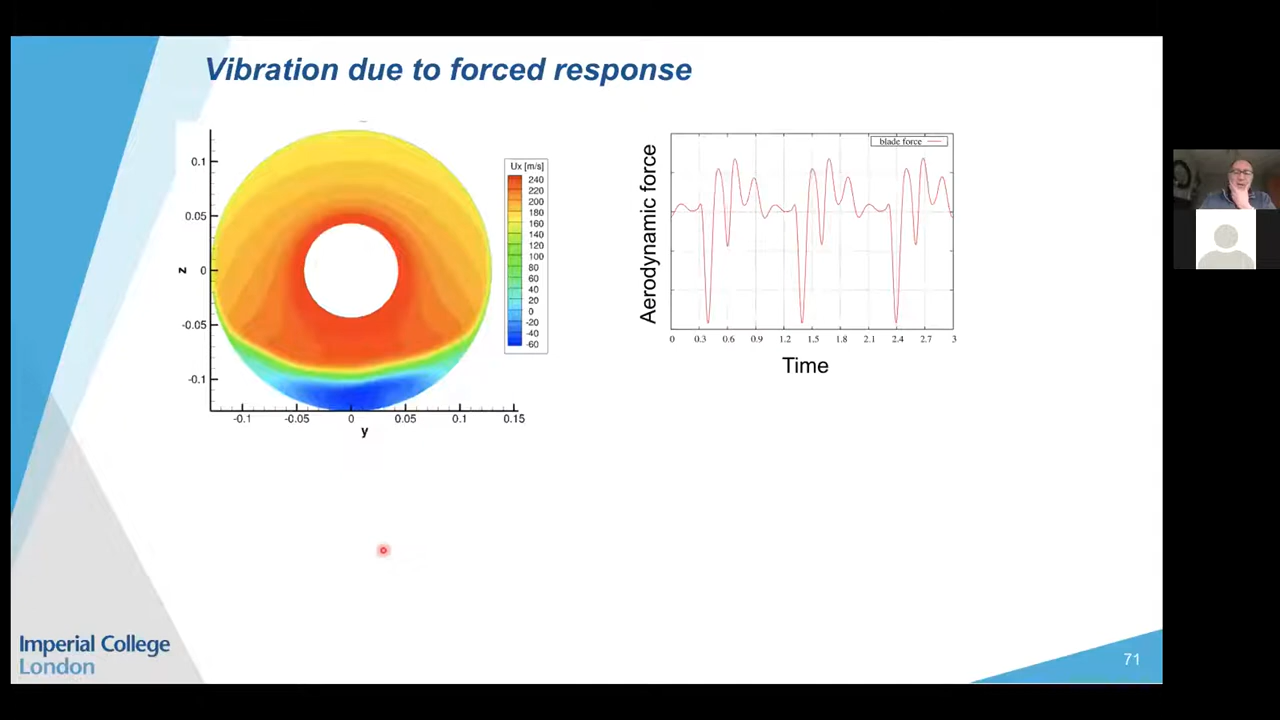 Vibration due to forced response
0.1
0.05
z 0
-0.05
-0.1
-0.1 -0.05 0 0.05 0.1 0.15
y
Ux [m/s]
240
220
200
180
160
140
120
100
80
60
40
20
0
-20
-40
-60
blade force
Aerodynamic force
0 0.3 0.6 0.9 1.2 1.5 1.8 2.1 2.4 2.7 3
Time
Imperial College
London
71